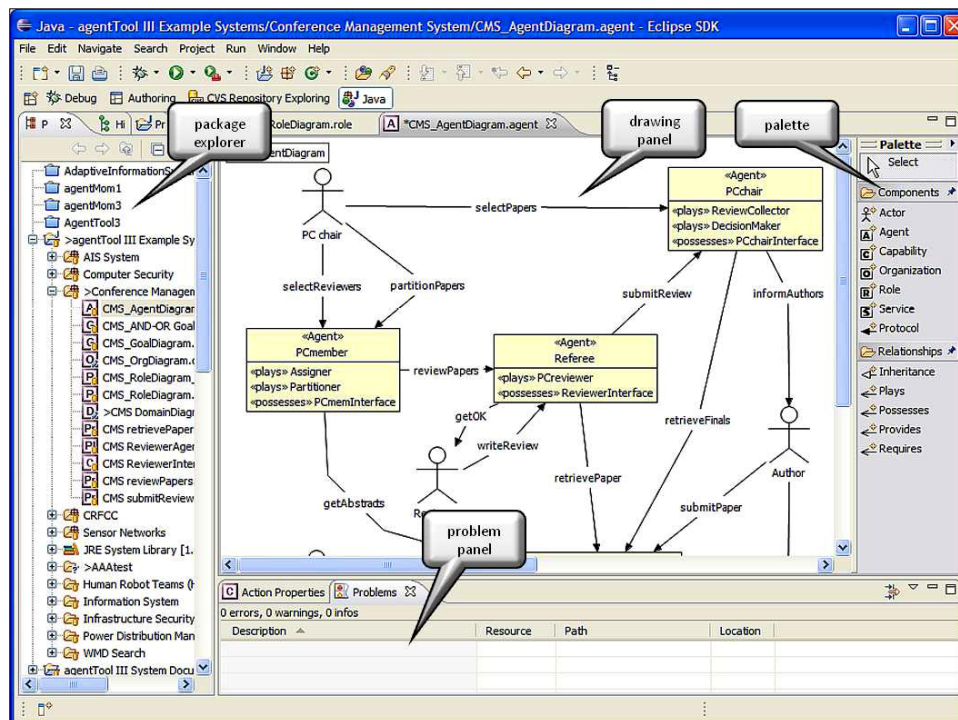 Java - agentTool III Example Systems/Conference Management System/CMS_AgentDiagram.agent - Eclipse SDK
File Edit Navigate Search Project Run Window Help
Debug Authoring CVS Repository Exploring Java
P Hi Pr
package
explorer
RoleDiagram.role
*CMS_AgentDiagram.agent
drawing
panel
palette
AdaptiveInformationSy
agentMom1
agentMom3
AgentTool3
>agentTool III Example Sy
AIS System
Computer Security
>Conference Managem
CMS_AgentDiagrar
CMS_AND-OR Goal
CMS_GoalDiagram.
CMS_OrgDiagram.c
CMS_RoleDiagram_
CMS_RoleDiagram.
>CMS DomainDiagr
CMS retrievePaper
CMS ReviewerAger
CMS ReviewerInter
CMS reviewPapers
CMS submitReview
CRFCC
Sensor Networks
JRE System Library [1.
>AAAtest
Human Robot Teams (H
Information System
Infrastructure Security
Power Distribution Man
WMD Search
agentTool III System Docu
gentDiagram
PC chair
selectPapers
«Agent»
PCchair
«plays» ReviewCollector
«plays» DecisionMaker
«possesses» PCchairInterface
selectReviewers
partitionPapers
submitReview
informAuthors
«Agent»
PCmember
«plays» Assigner
«plays» Partitioner
«possesses» PCmemInterface
reviewPapers
«Agent»
Referee
«plays» PCreviewer
«possesses» ReviewerInterface
getOK
writeReview
retrieveFinals
retrievePaper
Author
getAbstrads
submitPaper
problem
panel
Palette
Select
Components
Actor
Agent
Capability
Organization
Role
Service
Protocol
Relationships
Inheritance
Plays
Possesses
Provides
Requires
Action Properties Problems
0 errors, 0 warnings, 0 infos
Description Resource Path Location